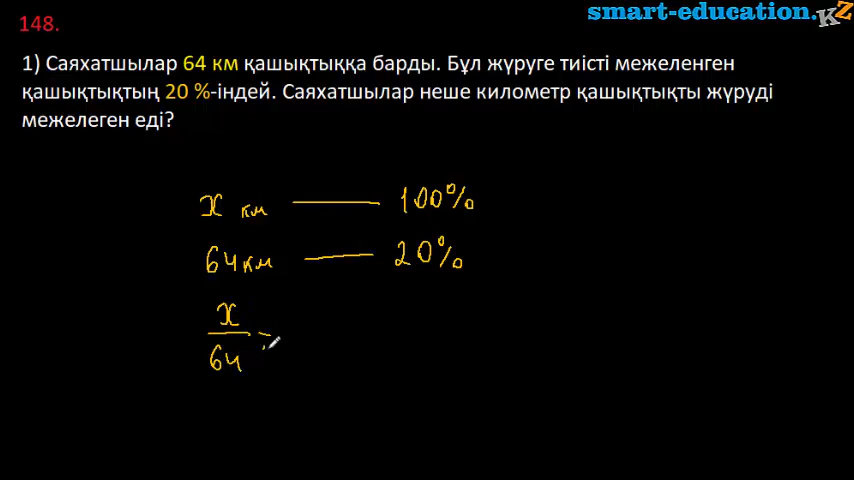 148.
smart-education.KZ
1) Саяхатшылар 64 км қашықтыққа барды. Бұл жүруге тиісті межеленген
қашықтықтың 20 %-індей. Саяхатшылар неше километр қашықтықты жүруді
межелеген еді?
x км — 100%
64км — 20%
x
64 =